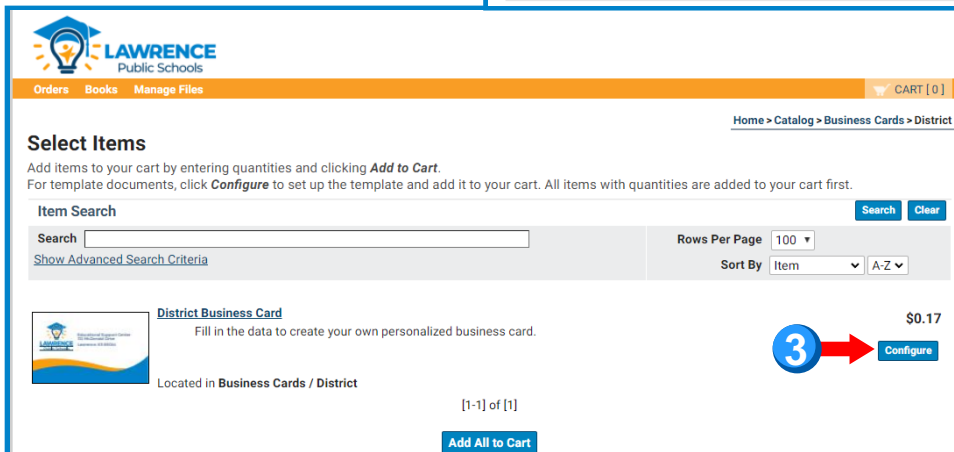 LAWRENCE
Public Schools
Orders Books Manage Files CART [ 0 ]
Home > Catalog > Business Cards > District
Select Items
Add items to your cart by entering quantities and clicking Add to Cart.
For template documents, click Configure to set up the template and add it to your cart. All items with quantities are added to your cart first.
Item Search Search Clear
Search Rows Per Page 100
Show Advanced Search Criteria Sort By Item A-Z
District Business Card $0.17
Fill in the data to create your own personalized business card.
3 Configure
LAWRENCE
Located in Business Cards / District
[1-1] of [1]
Add All to Cart